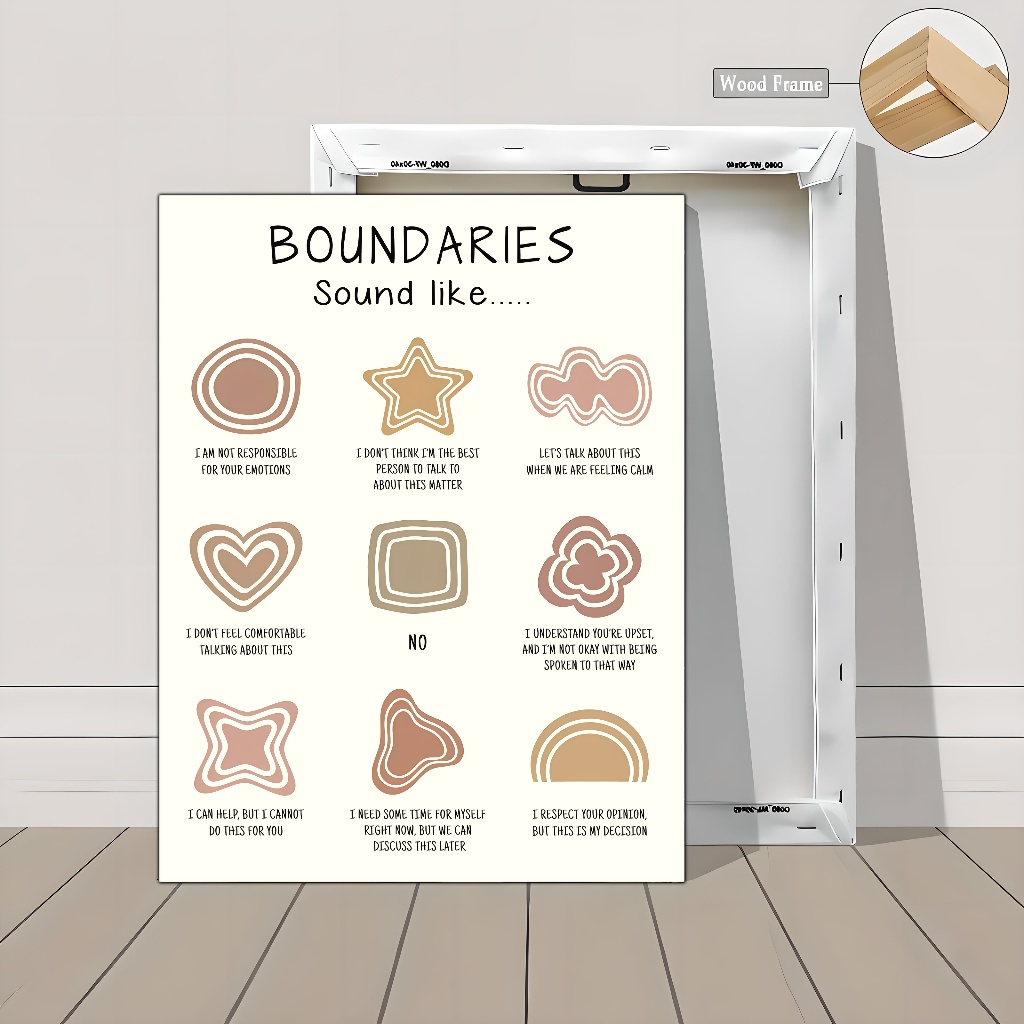 Wood Frame
BOUNDARIES
Sound like.....
I AM NOT RESPONSIBLE
FOR YOUR EMOTIONS
I DON'T THINK I'M THE BEST
PERSON TO TALK TO
ABOUT THIS MATTER
LET'S TALK ABOUT THIS
WHEN WE ARE FEELING CALM
I DON'T FEEL COMFORTABLE
TALKING ABOUT THIS
NO
I UNDERSTAND YOU'RE UPSET,
AND I'M NOT OKAY WITH BEING
SPOKEN TO THAT WAY
I CAN HELP, BUT I CANNOT
DO THIS FOR YOU
I NEED SOME TIME FOR MYSELF
RIGHT NOW, BUT WE CAN
DISCUSS THIS LATER
I RESPECT YOUR OPINION,
BUT THIS IS MY DECISION